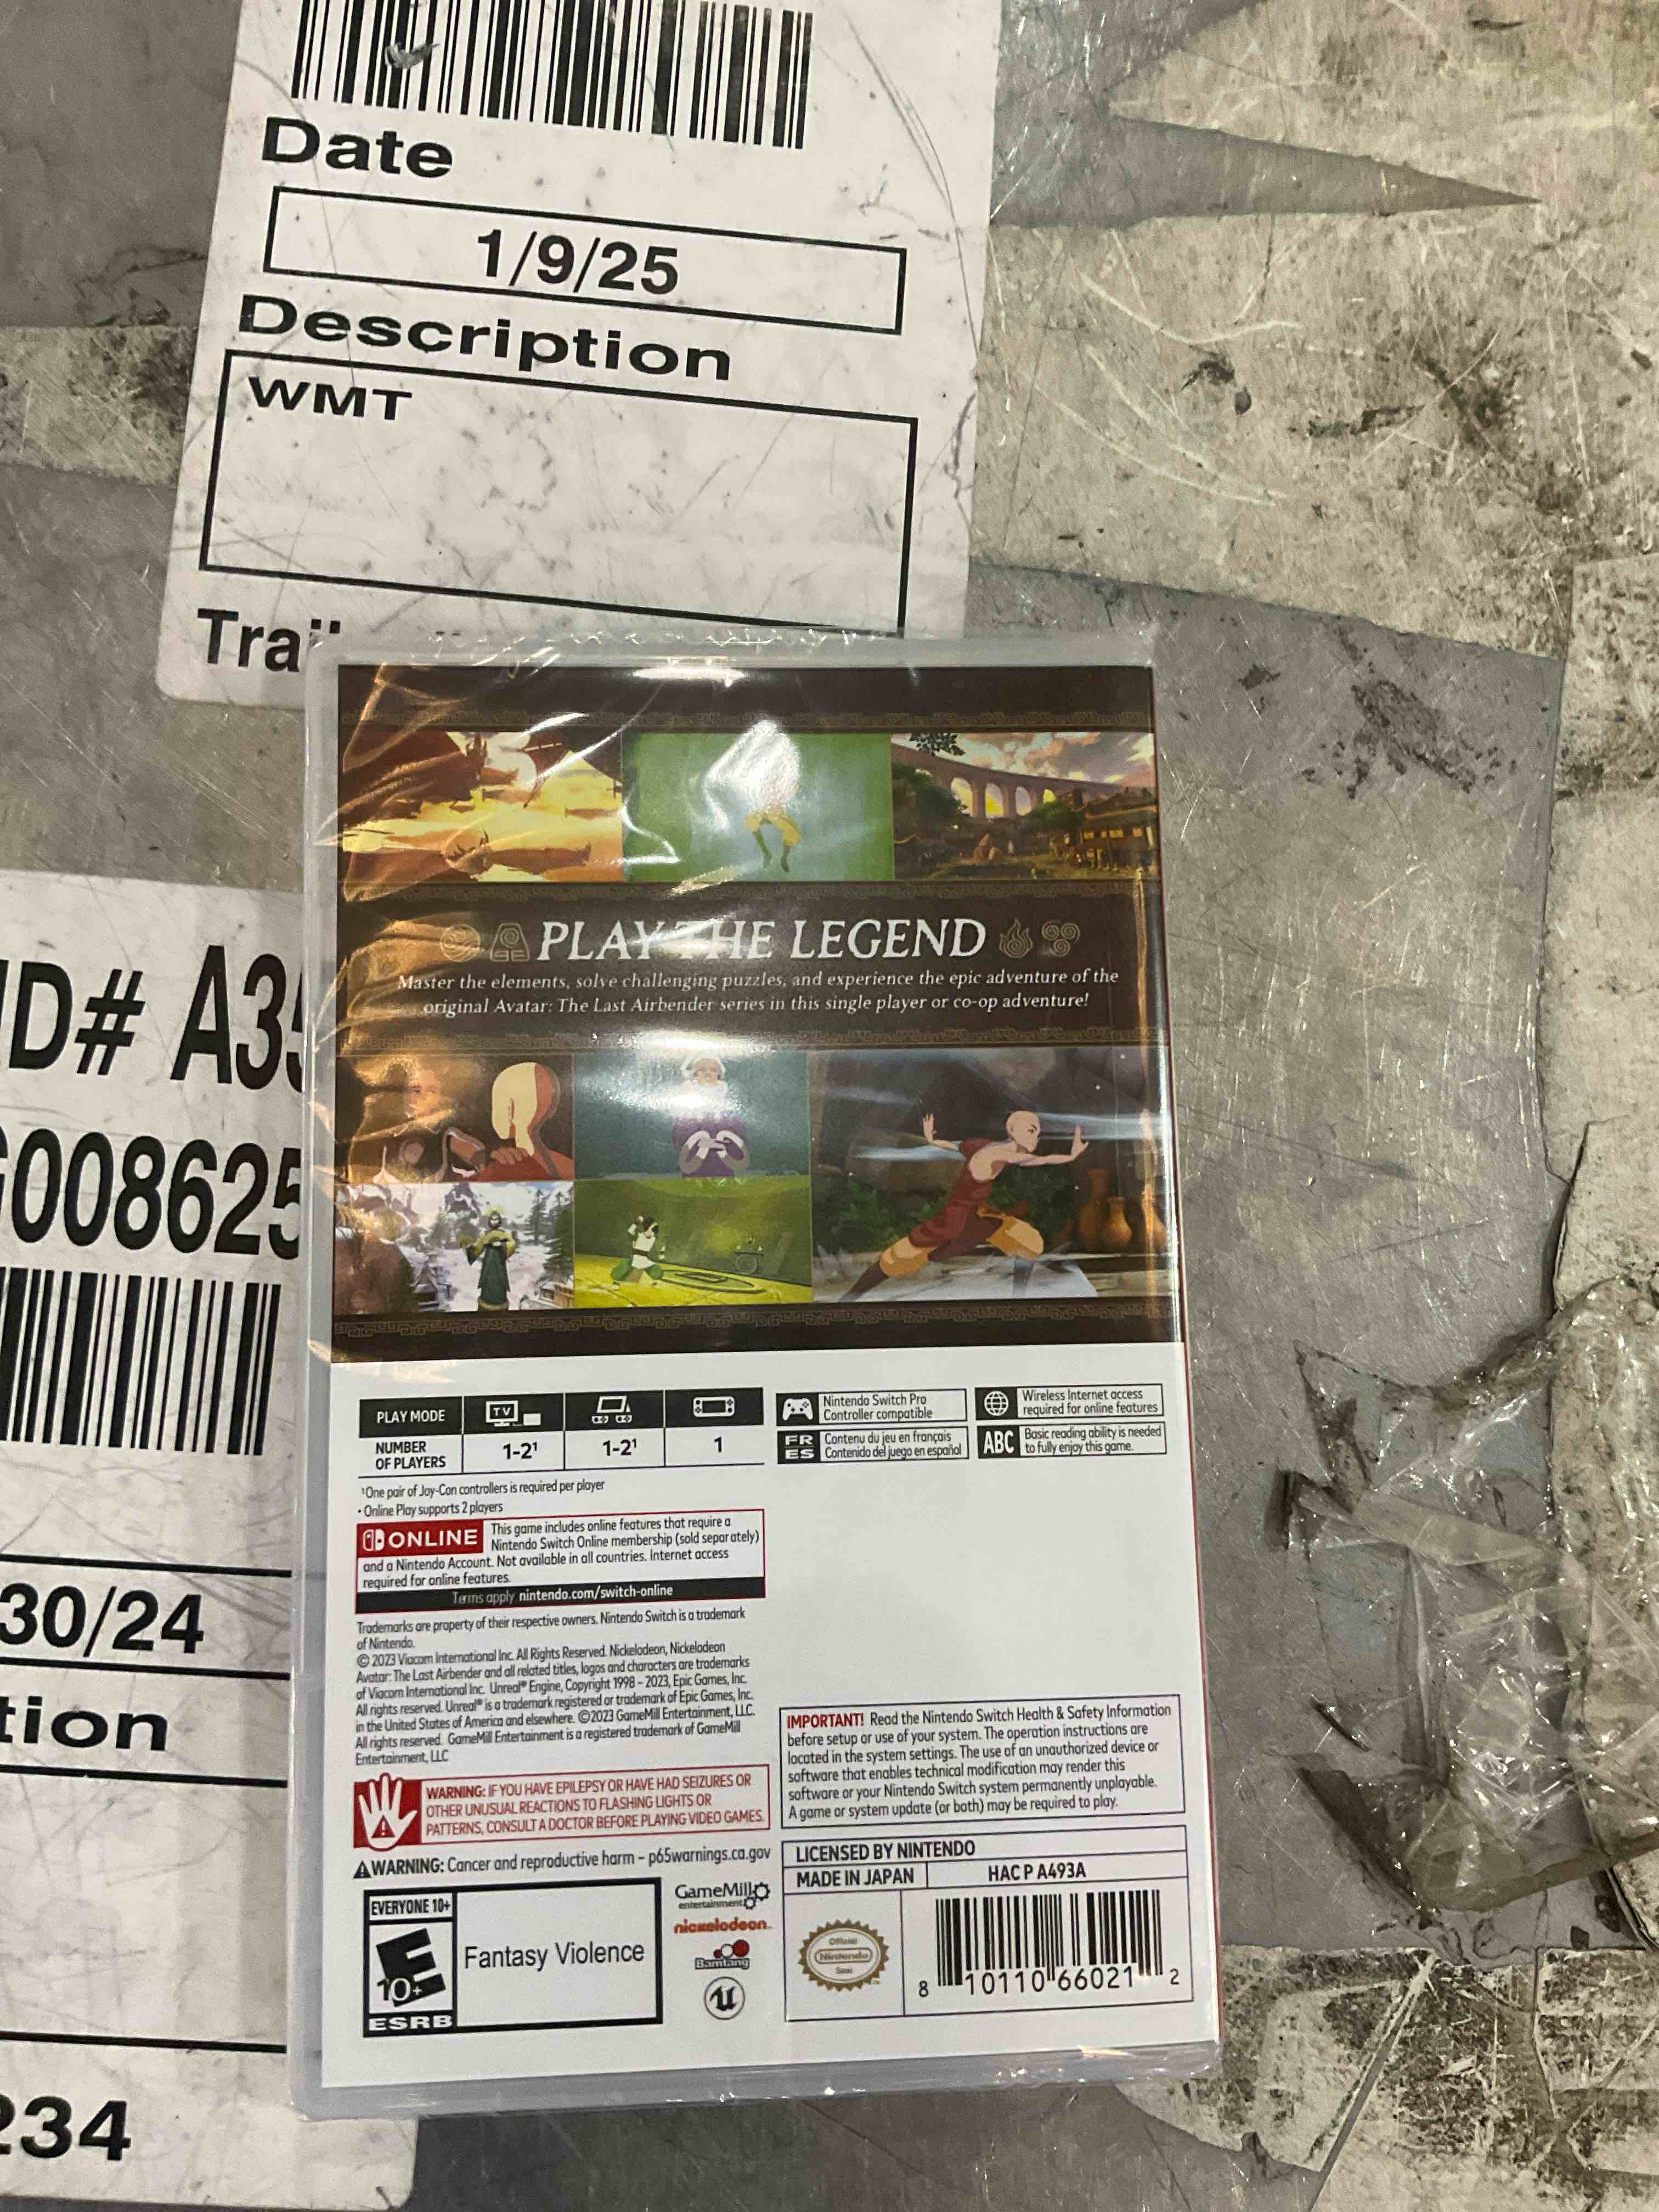 Date
1/9/25
Description
WMT
ID# A35
G008625
30/24
tion
234
PLAY THE LEGEND
Master the elements, solve challenging puzzles, and experience the epic adventure of the
original Avatar: The Last Airbender series in this single player or co-op adventure!
PLAY MODE
TV
NUMBER
OF PLAYERS
1-2¹
1-2¹
1
Nintendo Switch Pro
Controller compatible
Wireless Internet access
required for online features
FR
ES
Contenu du jeu en français
Contenido del juego en español
ABC
Basic reading ability is needed
to fully enjoy this game.
¹One pair of Joy-Con controllers is required per player
• Online Play supports 2 players
ONLINE
This game includes online features that require a
Nintendo Switch Online membership (sold separately)
and a Nintendo Account. Not available in all countries. Internet access
required for online features.
Terms apply. nintendo.com/switch-online
Trademarks are property of their respective owners. Nintendo Switch is a trademark
of Nintendo.
© 2023 Viacom International Inc. All Rights Reserved. Nickelodeon, Nickelodeon
Avatar: The Last Airbender and all related titles, logos and characters are trademarks
of Viacom International Inc. Unreal® Engine, Copyright 1998 – 2023, Epic Games, Inc.
All rights reserved. Unreal® is a trademark registered or trademark of Epic Games, Inc.
in the United States of America and elsewhere. ©2023 GameMill Entertainment, LLC.
All rights reserved. GameMill Entertainment is a registered trademark of GameMill
Entertainment, LLC
WARNING: IF YOU HAVE EPILEPSY OR HAVE HAD SEIZURES OR
OTHER UNUSUAL REACTIONS TO FLASHING LIGHTS OR
PATTERNS, CONSULT A DOCTOR BEFORE PLAYING VIDEO GAMES.
WARNING: Cancer and reproductive harm – p65warnings.ca.gov
IMPORTANT! Read the Nintendo Switch Health & Safety Information
before setup or use of your system. The operation instructions are
located in the system settings. The use of an unauthorized device or
software that enables technical modification may render this
software or your Nintendo Switch system permanently unplayable.
A game or system update (or both) may be required to play.
LICENSED BY NINTENDO
MADE IN JAPAN
HAC P A493A
EVERYONE 10+
E
10+
ESRB
Fantasy Violence
GameMill
entertainment
nickelodeon
Bamtang
Official
Nintendo
Seal
8 10110 66021 2